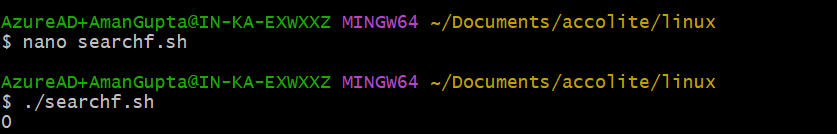 AzureAD+AmanGupta@IN-KA-EXWXXZ MINGW64 ~/Documents/accolite/linux
$ nano searchf.sh
AzureAD+AmanGupta@IN-KA-EXWXXZ MINGW64 ~/Documents/accolite/linux
$ ./searchf.sh
0